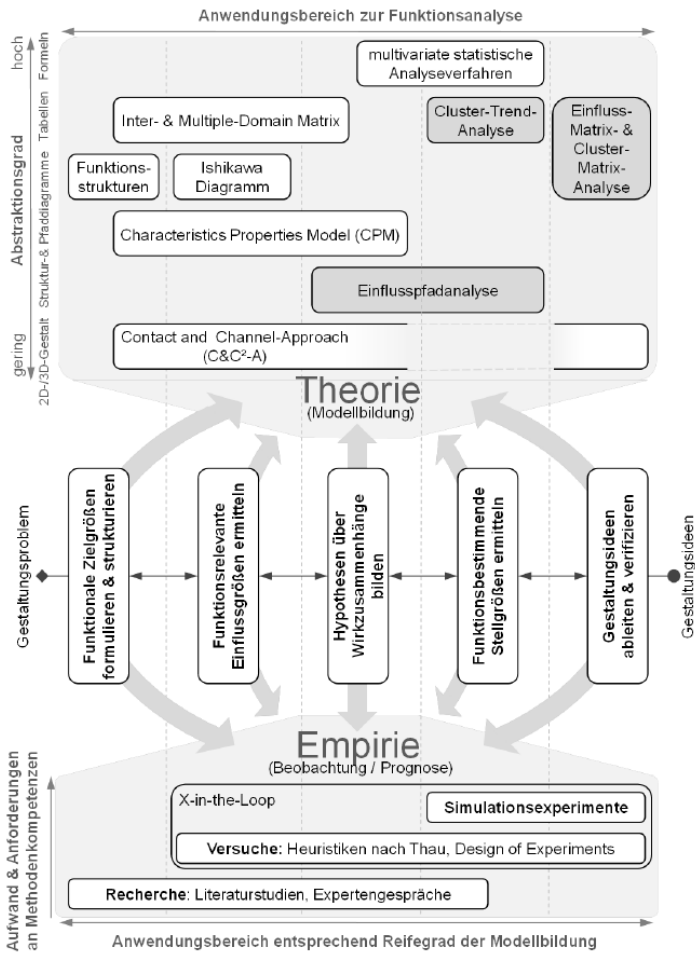 Anwendungsbereich zur Funktionsanalyse
hoch
Abstraktionsgrad
gering
Formeln
Tabellen
Struktur-& Pfaddiagramme
2D-/3D-Gestalt
multivariate statistische
Analyseverfahren
Inter- & Multiple-Domain Matrix
Cluster-Trend-
Analyse
Einfluss-
Matrix- &
Cluster-
Matrix-
Analyse
Funktions-
strukturen
Ishikawa
Diagramm
Characteristics Properties Model (CPM)
Einflusspfadanalyse
Contact and Channel-Approach
(C&C²-A)
Theorie
(Modellbildung)
Gestaltungsproblem
Funktionale Zielgrößen
formulieren & strukturieren
Funktionsrelevante
Einflussgrößen ermitteln
Hypothesen über
Wirkzusammenhänge
bilden
Funktionsbestimmende
Stellgrößen ermitteln
Gestaltungsideen
ableiten & verifizieren
Gestaltungsideen
Empirie
(Beobachtung / Prognose)
Aufwand & Anforderungen
an Methodenkompetenzen
X-in-the-Loop
Simulationsexperimente
Versuche: Heuristiken nach Thau, Design of Experiments
Recherche: Literaturstudien, Expertengespräche
Anwendungsbereich entsprechend Reifegrad der Modellbildung